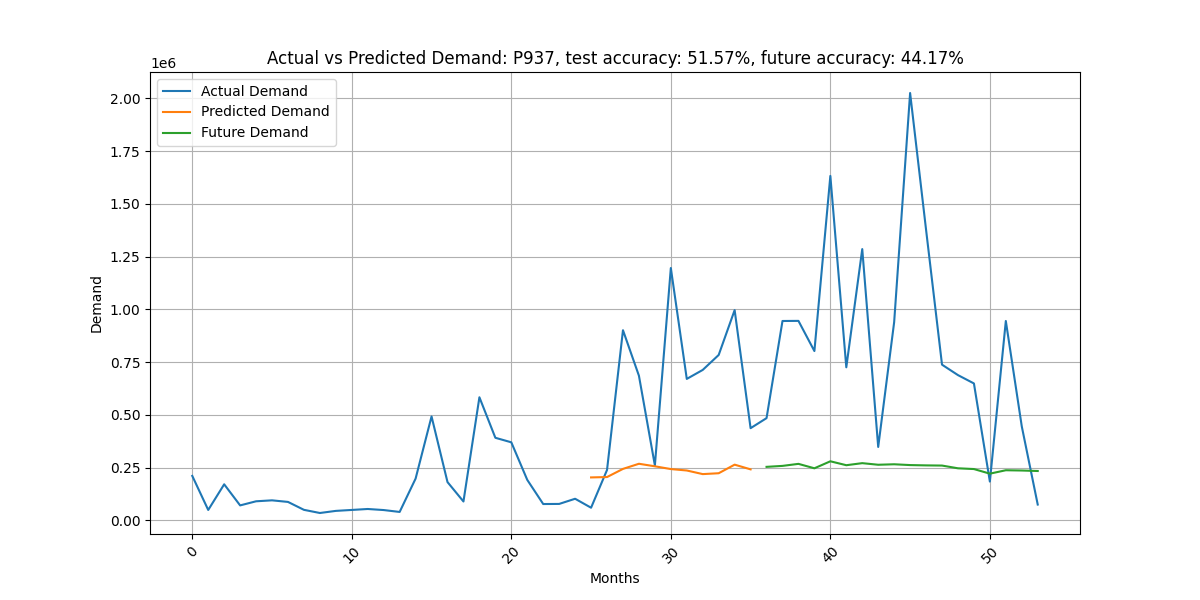 Actual vs Predicted Demand: P937, test accuracy: 51.57%, future accuracy: 44.17%
1e6
Actual Demand
Predicted Demand
Future Demand
2.00
1.75
1.50
1.25
1.00
0.75
0.50
0.25
0.00
Demand
0 10 20 30 40 50
Months